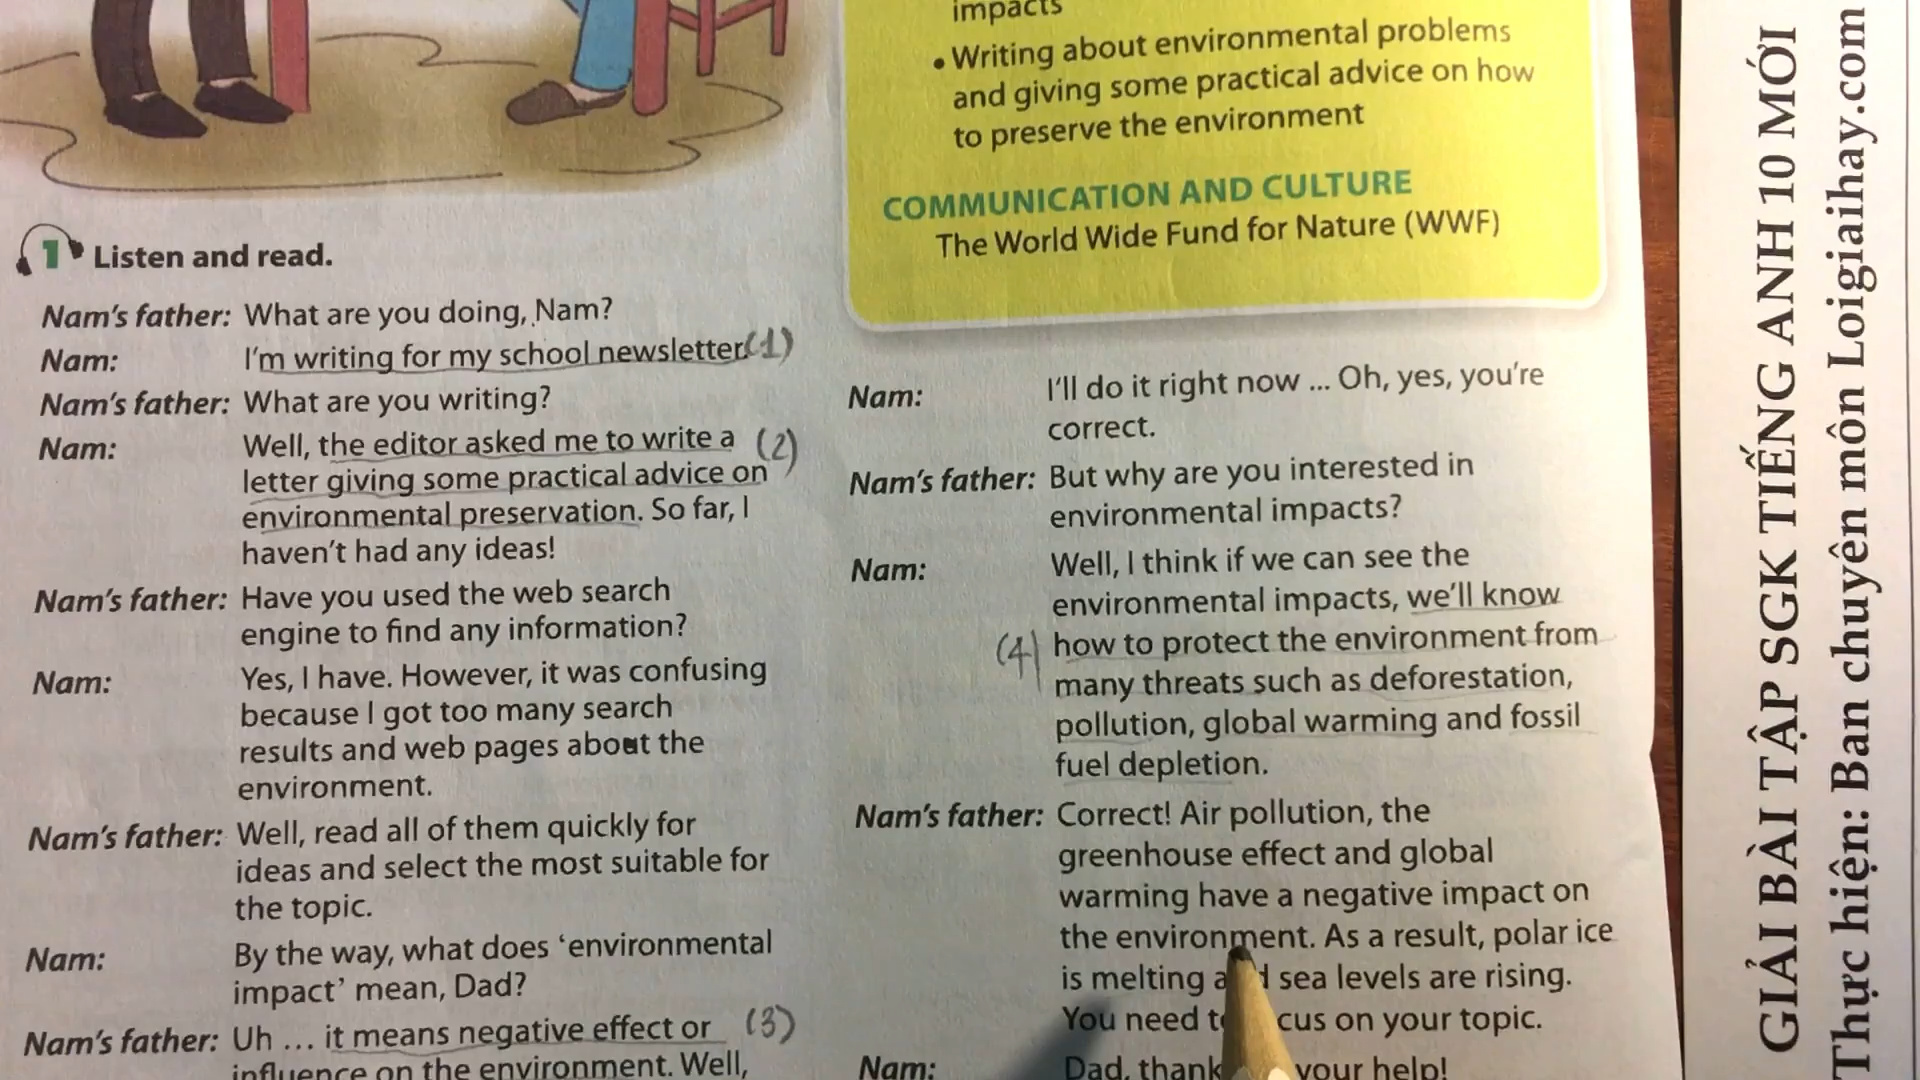 impacts
• Writing about environmental problems
and giving some practical advice on how
to preserve the environment
COMMUNICATION AND CULTURE
The World Wide Fund for Nature (WWF)
1 Listen and read.
Nam's father: What are you doing, Nam?
Nam: I'm writing for my school newsletter. (1)
Nam's father: What are you writing?
Nam: Well, the editor asked me to write a (2)
letter giving some practical advice on
environmental preservation. So far, I
haven't had any ideas!
Nam's father: Have you used the web search
engine to find any information?
Nam: Yes, I have. However, it was confusing
because I got too many search
results and web pages about the
environment.
Nam's father: Well, read all of them quickly for
ideas and select the most suitable for
the topic.
Nam: By the way, what does 'environmental
impact' mean, Dad?
Nam's father: Uh ... it means negative effect or (3)
influence on the environment. Well,
Nam: I'll do it right now ... Oh, yes, you're
correct.
Nam's father: But why are you interested in
environmental impacts?
Nam: Well, I think if we can see the
environmental impacts, we'll know
(4) how to protect the environment from
many threats such as deforestation,
pollution, global warming and fossil
fuel depletion.
Nam's father: Correct! Air pollution, the
greenhouse effect and global
warming have a negative impact on
the environment. As a result, polar ice
is melting sea levels are rising.
You need on your topic.
Nam: Dad, thank your help!
GIẢI BÀI TẬP SGK TIẾNG ANH 10 MỚI
Thực hiện: Ban chuyên môn Loigiaihay.com